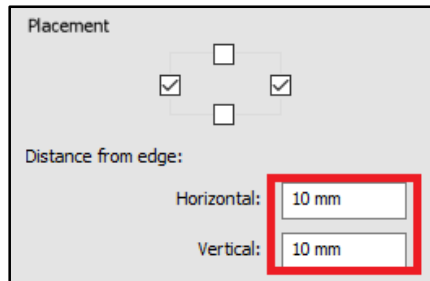 Placement
Distance from edge:
Horizontal: 10 mm
Vertical: 10 mm